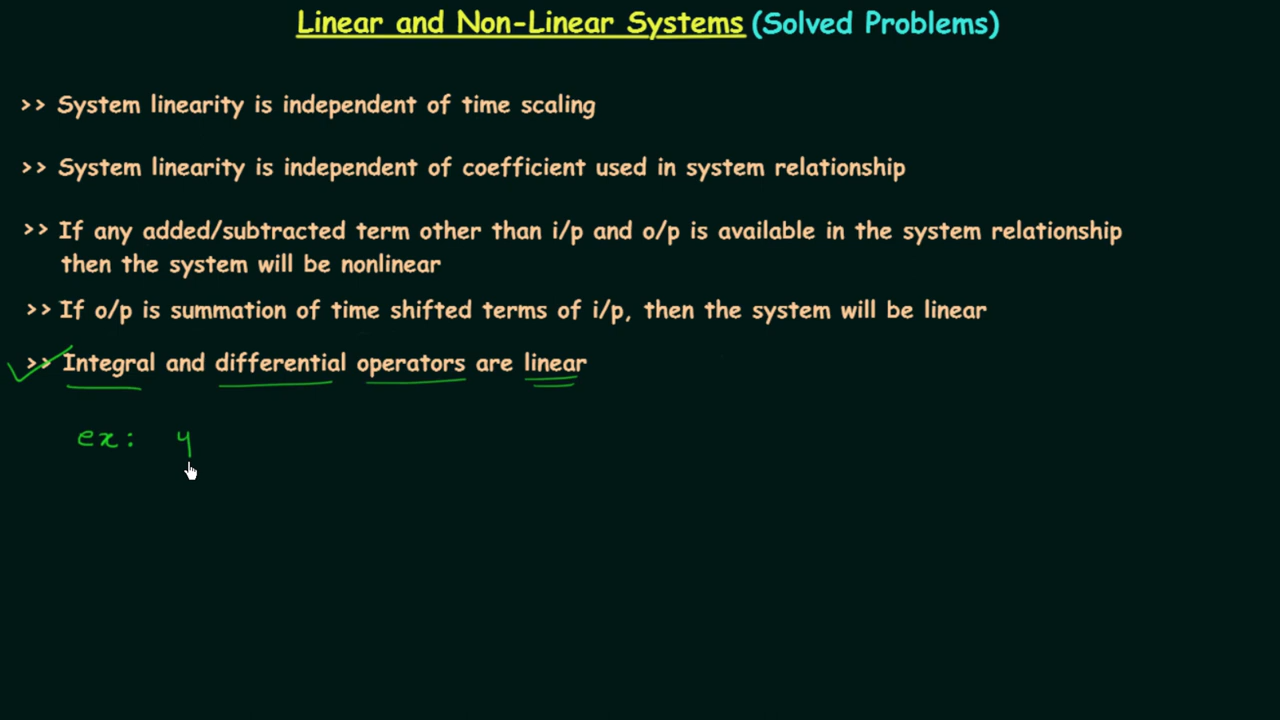 Linear and Non-Linear Systems (Solved Problems)
>> System linearity is independent of time scaling
>> System linearity is independent of coefficient used in system relationship
>> If any added/subtracted term other than i/p and o/p is available in the system relationship
then the system will be nonlinear
>> If o/p is summation of time shifted terms of i/p, then the system will be linear
>> Integral and differential operators are linear
ex: y